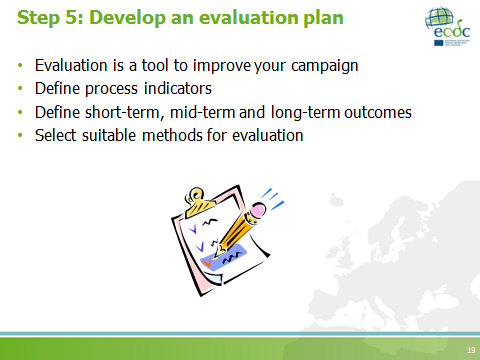 Step 5: Develop an evaluation plan
ecdc
• Evaluation is a tool to improve your campaign
• Define process indicators
• Define short-term, mid-term and long-term outcomes
• Select suitable methods for evaluation
19